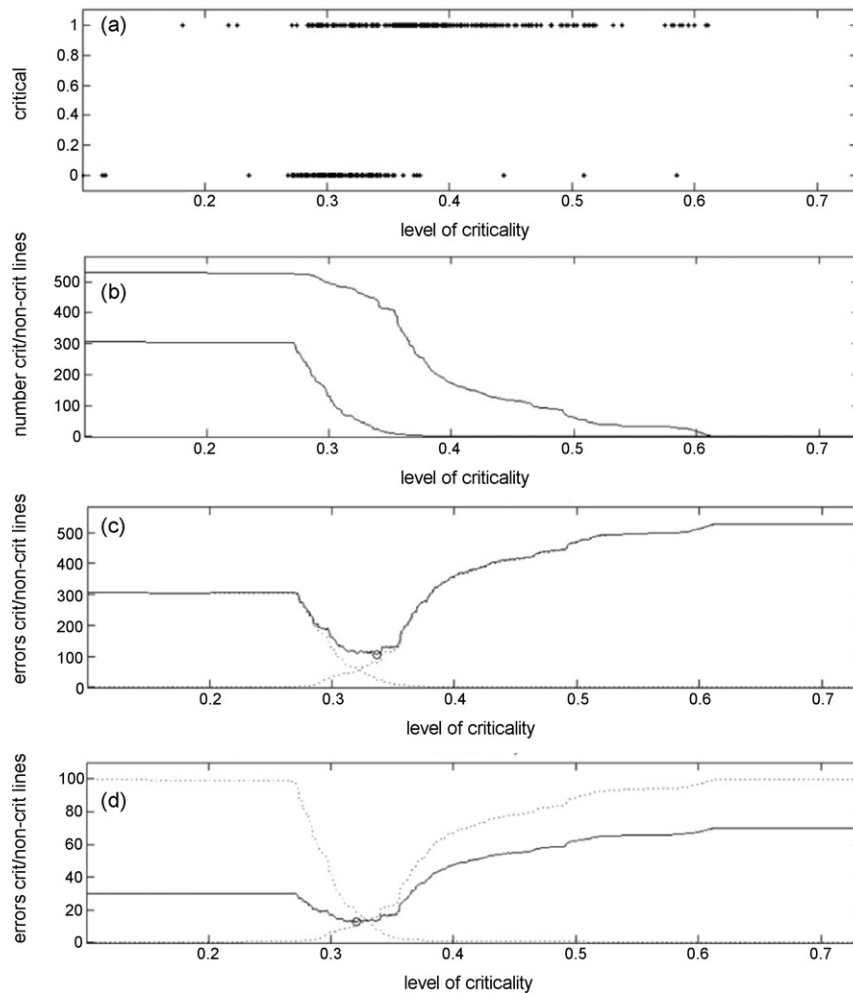 (a)
critical
1
0.8
0.6
0.4
0.2
0
0.2 0.3 0.4 0.5 0.6 0.7
level of criticality
(b)
number crit/non-crit lines
500
400
300
200
100
0
0.2 0.3 0.4 0.5 0.6 0.7
level of criticality
(c)
errors crit/non-crit lines
500
400
300
200
100
0
0.2 0.3 0.4 0.5 0.6 0.7
level of criticality
(d)
errors crit/non-crit lines
100
80
60
40
20
0
0.2 0.3 0.4 0.5 0.6 0.7
level of criticality